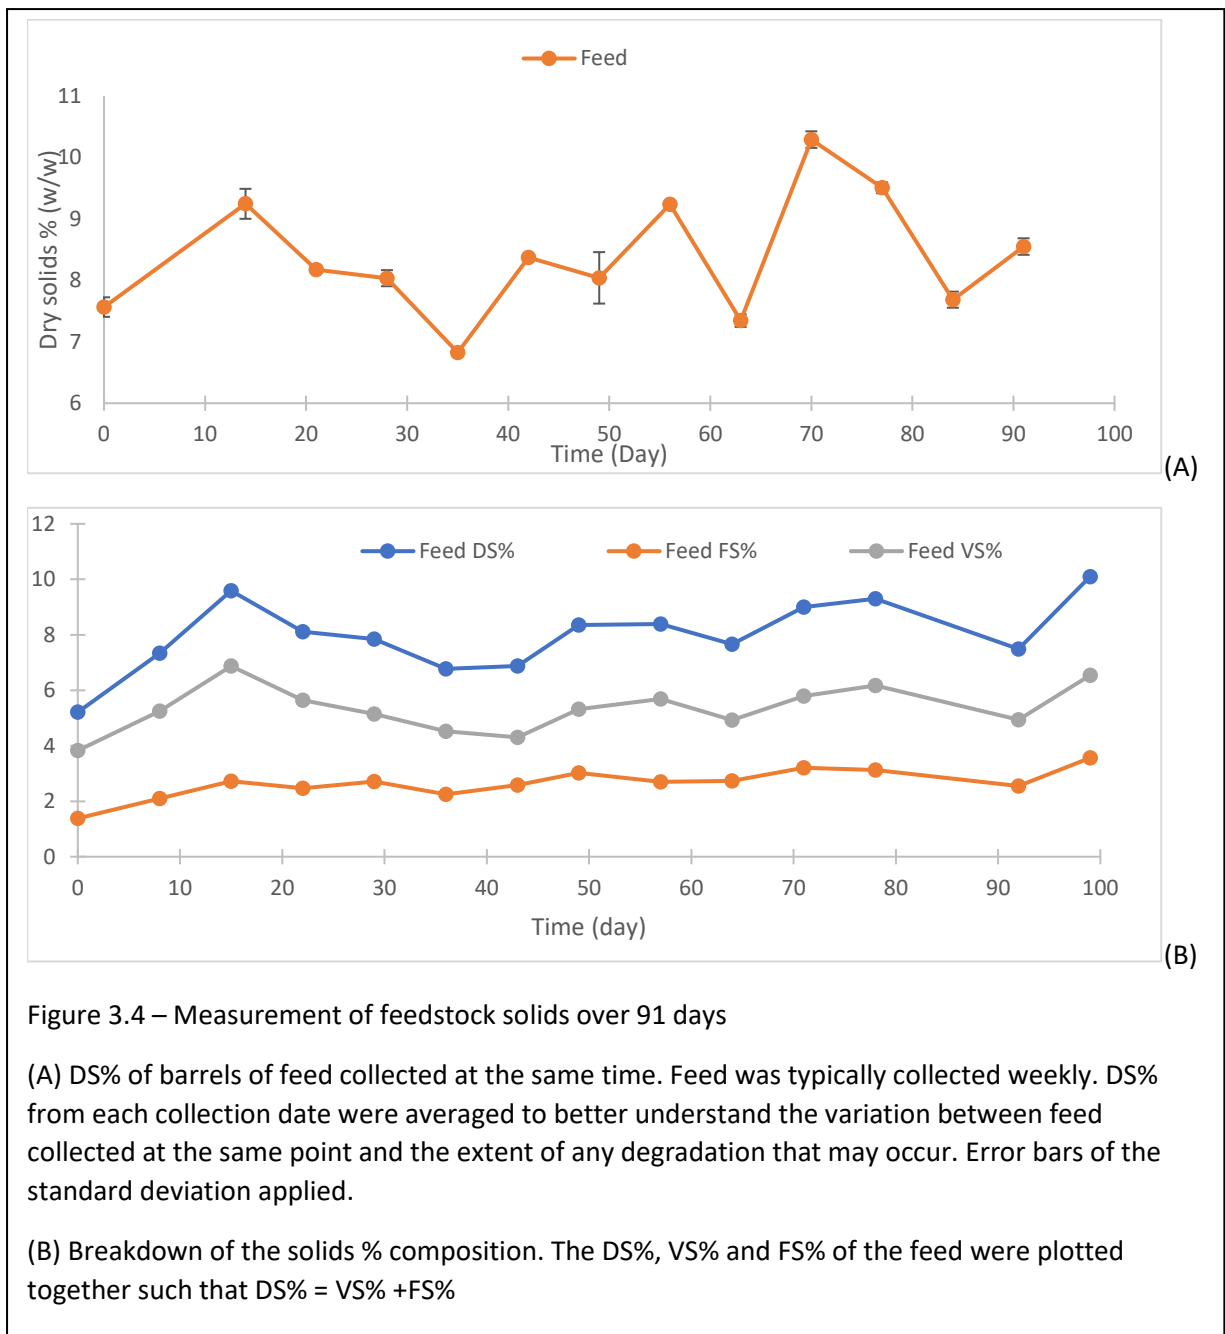 Feed
11
10
9
8
7
6
Dry solids % (w/w)
0 10 20 30 40 50 60 70 80 90 100
Time (Day)
(A)
12
10
8
6
4
2
0
Feed DS% Feed FS% Feed VS%
0 10 20 30 40 50 60 70 80 90 100
Time (day)
(B)
Figure 3.4 – Measurement of feedstock solids over 91 days
(A) DS% of barrels of feed collected at the same time. Feed was typically collected weekly. DS%
from each collection date were averaged to better understand the variation between feed
collected at the same point and the extent of any degradation that may occur. Error bars of the
standard deviation applied.
(B) Breakdown of the solids % composition. The DS%, VS% and FS% of the feed were plotted
together such that DS% = VS% +FS%